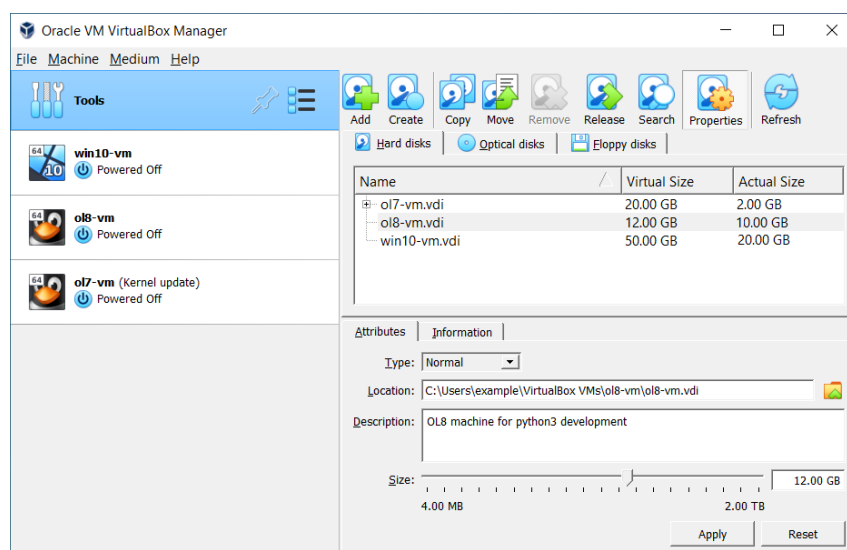 Oracle VM VirtualBox Manager
File Machine Medium Help
Tools
Add Create Copy Move Remove Release Search Properties Refresh
Hard disks Optical disks Floppy disks
64 10 win10-vm
Powered Off
Name Virtual Size Actual Size
ol7-vm.vdi 20.00 GB 2.00 GB
64 ol8-vm
ol8-vm.vdi 12.00 GB 10.00 GB
Powered Off
win10-vm.vdi 50.00 GB 20.00 GB
64 ol7-vm (Kernel update)
Powered Off
Attributes Information
Type: Normal
Location: C:\Users\example\VirtualBox VMs\ol8-vm\ol8-vm.vdi
Description: OL8 machine for python3 development
Size: 12.00 GB
4.00 MB 2.00 TB
Apply Reset